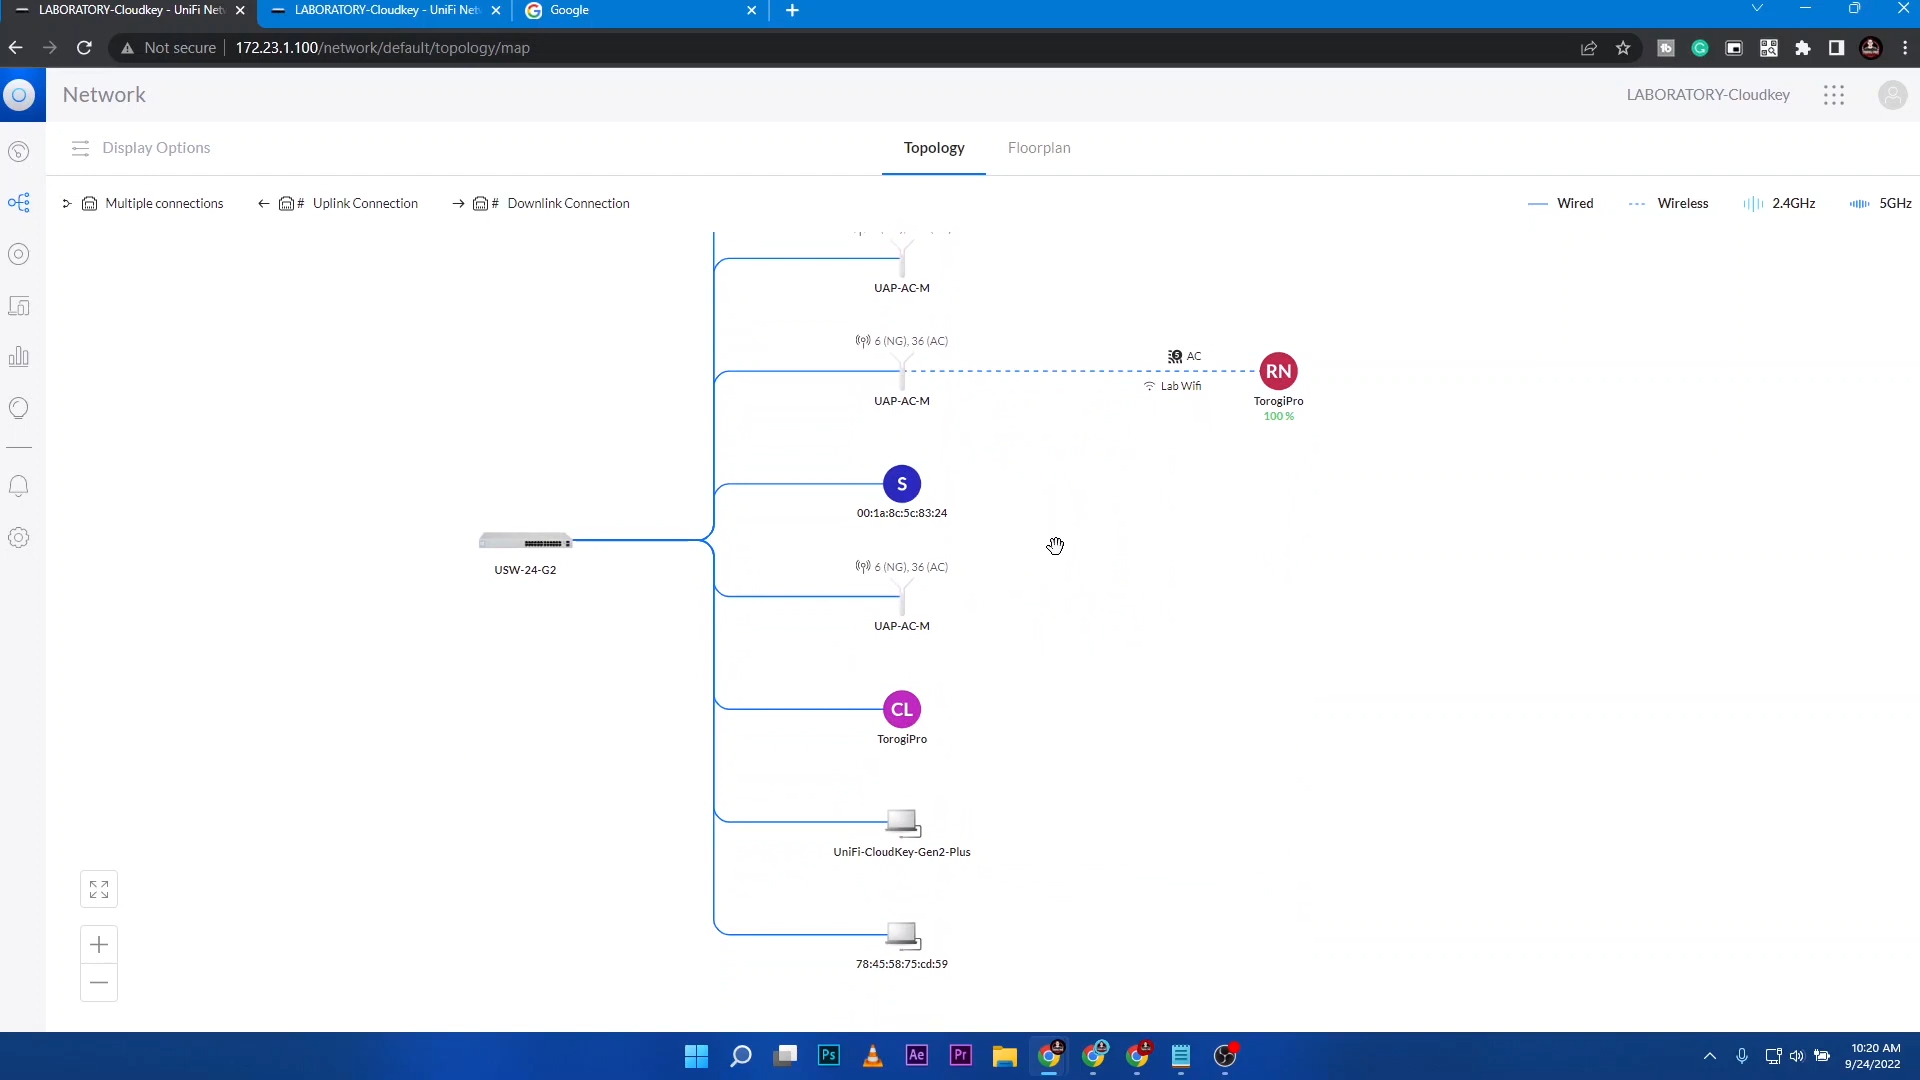 LABORATORY-Cloudkey - UniFi Net
LABORATORY-Cloudkey - UniFi Net
Google
Not secure
172.23.1.100/network/default/topology/map
Network
LABORATORY-Cloudkey
Display Options
Topology
Floorplan
Multiple connections
# Uplink Connection
# Downlink Connection
Wired
Wireless
2.4GHz
5GHz
UAP-AC-M
6 (NG), 36 (AC)
UAP-AC-M
AC
Lab Wifi
RN
TorogiPro
100 %
S
00:1a:8c:5c:83:24
USW-24-G2
6 (NG), 36 (AC)
UAP-AC-M
CL
TorogiPro
UniFi-CloudKey-Gen2-Plus
78:45:58:75:cd:59
Ps
Ae
Pr
10:20 AM
9/24/2022